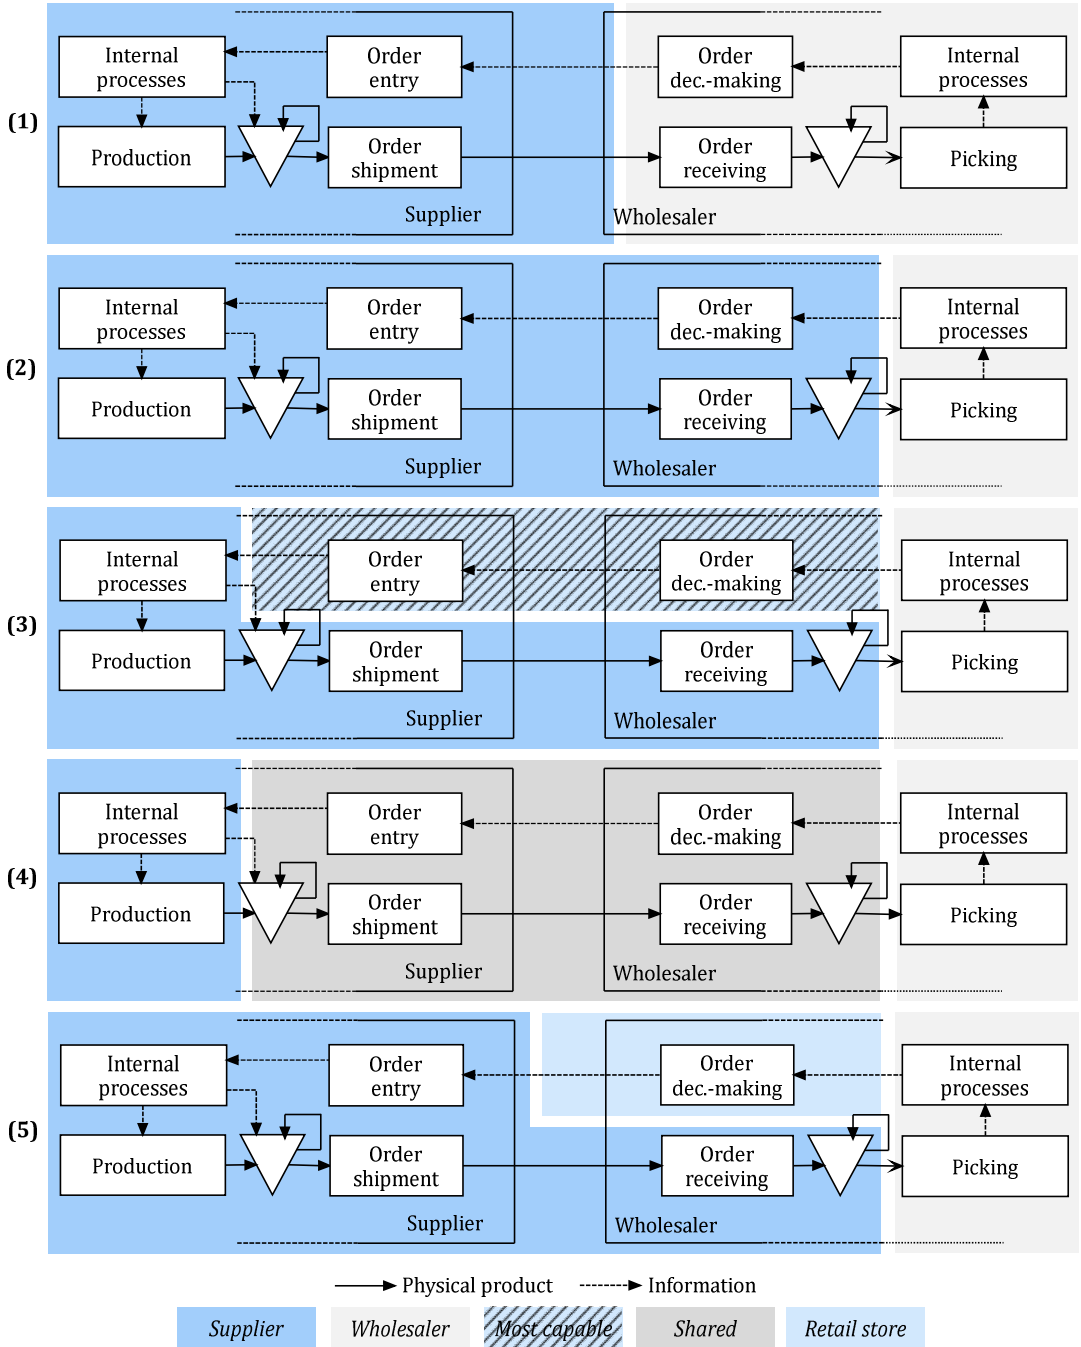 Internal processes
Order entry
Order dec.-making
Internal processes
(1)
Production
Order shipment
Order receiving
Picking
Supplier
Wholesaler
Internal processes
Order entry
Order dec.-making
Internal processes
(2)
Production
Order shipment
Order receiving
Picking
Supplier
Wholesaler
Internal processes
Order entry
Order dec.-making
Internal processes
(3)
Production
Order shipment
Order receiving
Picking
Supplier
Wholesaler
Internal processes
Order entry
Order dec.-making
Internal processes
(4)
Production
Order shipment
Order receiving
Picking
Supplier
Wholesaler
Internal processes
Order entry
Order dec.-making
Internal processes
(5)
Production
Order shipment
Order receiving
Picking
Supplier
Wholesaler
Physical product
Information
Supplier
Wholesaler
Most capable
Shared
Retail store